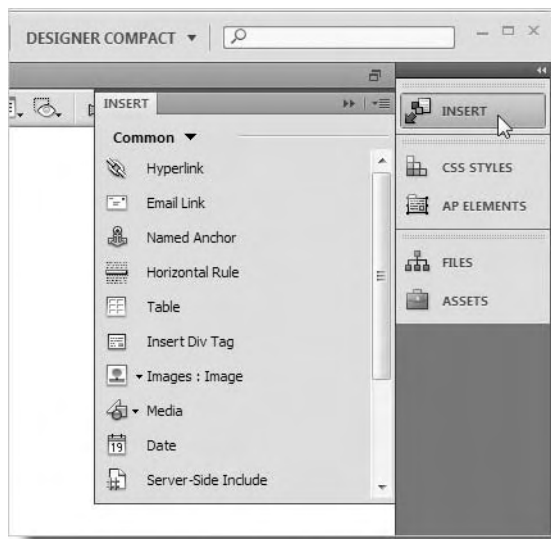 DESIGNER COMPACT
INSERT
Common
Hyperlink
Email Link
Named Anchor
Horizontal Rule
Table
Insert Div Tag
Images : Image
Media
19
Date
Server-Side Include
INSERT
CSS STYLES
AP ELEMENTS
FILES
ASSETS